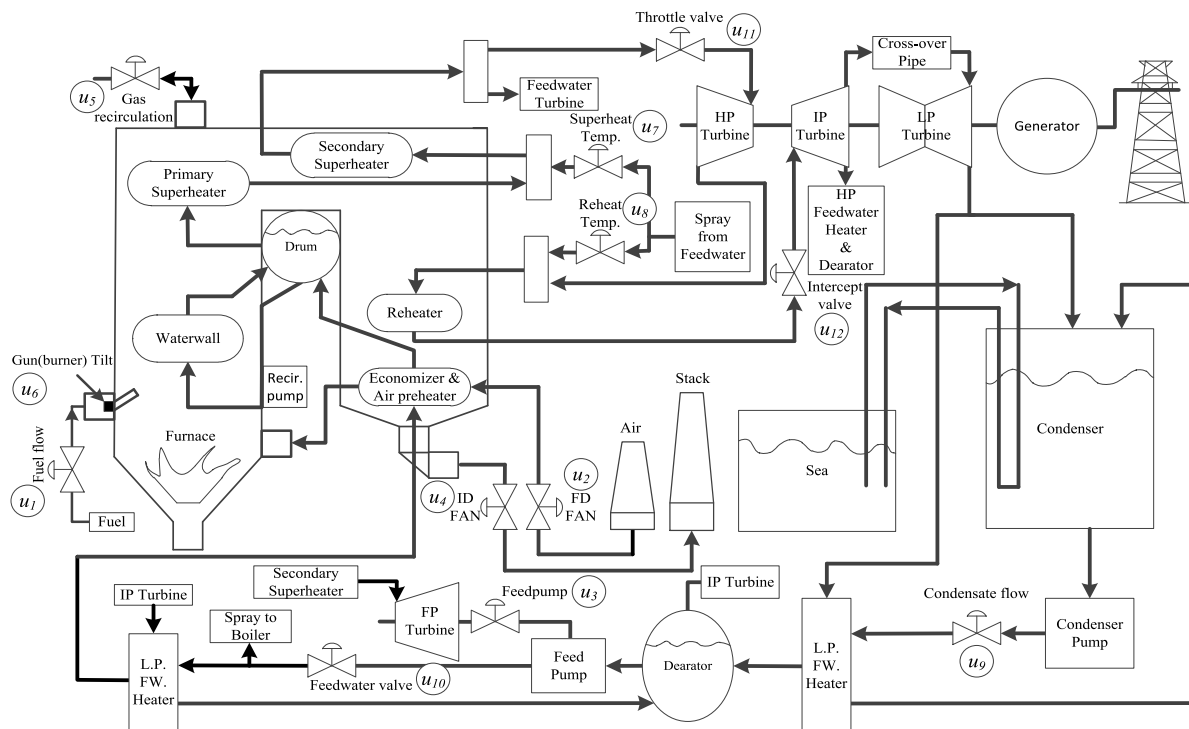 Throttle valve
u11
Cross-over
Pipe
u5
Gas
recirculation
Feedwater
Turbine
Superheat
Temp.
u7
HP
Turbine
IP
Turbine
LP
Turbine
Generator
Secondary
Superheater
Primary
Superheater
Reheat
Temp.
u8
Spray
from
Feedwater
HP
Feedwater
Heater
&
Dearator
Drum
Intercept
valve
u12
Reheater
Waterwall
Gun(burner) Tilt
u6
Recir.
pump
Economizer &
Air preheater
Stack
Air
Furnace
Fuel flow
u1
Fuel
u4
ID
FAN
u2
FD
FAN
Sea
Condenser
Secondary
Superheater
Feedpump
u3
IP Turbine
IP Turbine
Spray to
Boiler
FP
Turbine
Condensate flow
u9
Condenser
Pump
L.P.
FW.
Heater
Feedwater valve
u10
Feed
Pump
Dearator
L.P.
FW.
Heater